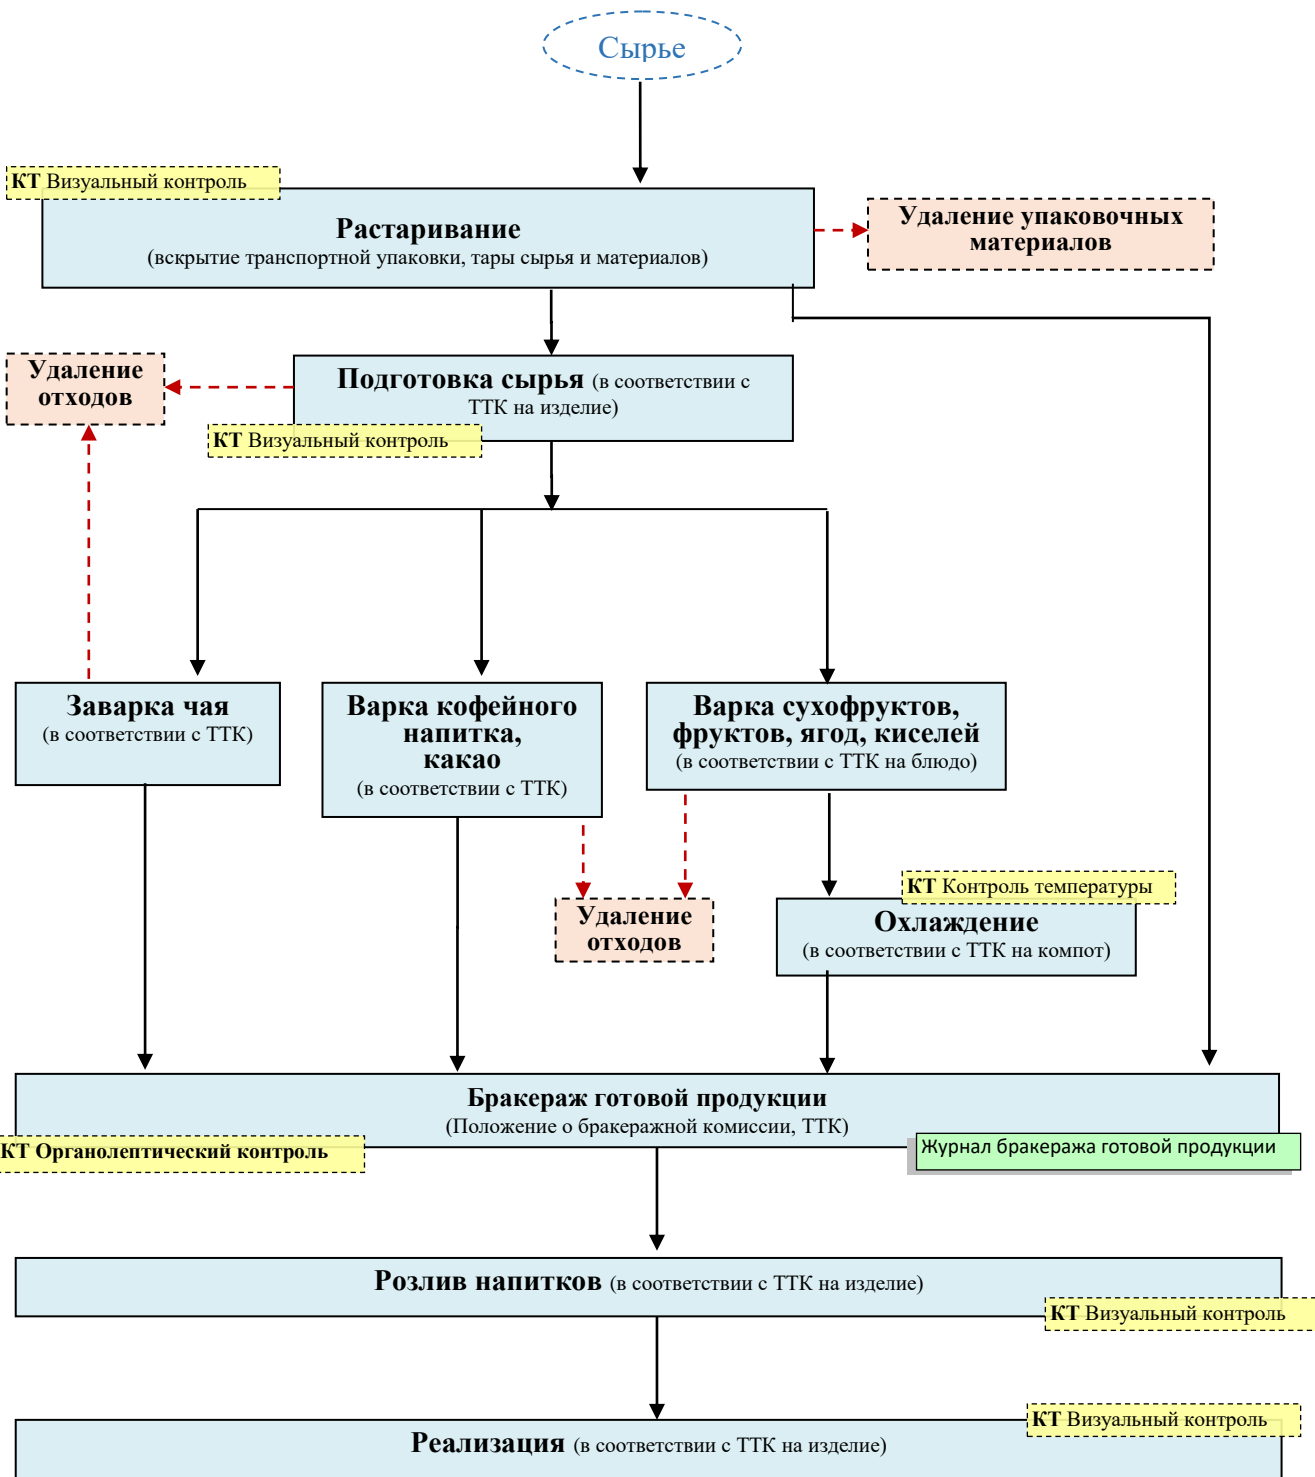 Сырье
КТ Визуальный контроль
Растаривание
(вскрытие транспортной упаковки, тары сырья и материалов)
Удаление упаковочных
материалов
Удаление
отходов
Подготовка сырья (в соответствии с
ТТК на изделие)
КТ Визуальный контроль
Заварка чая
(в соответствии с ТТК)
Варка кофейного
напитка,
какао
(в соответствии с ТТК)
Варка сухофруктов,
фруктов, ягод, киселей
(в соответствии с ТТК на блюдо)
КТ Контроль температуры
Удаление
отходов
Охлаждение
(в соответствии с ТТК на компот)
Бракераж готовой продукции
(Положение о бракеражной комиссии, ТТК)
КТ Органолептический контроль
Журнал бракеража готовой продукции
Розлив напитков (в соответствии с ТТК на изделие)
КТ Визуальный контроль
КТ Визуальный контроль
Реализация (в соответствии с ТТК на изделие)